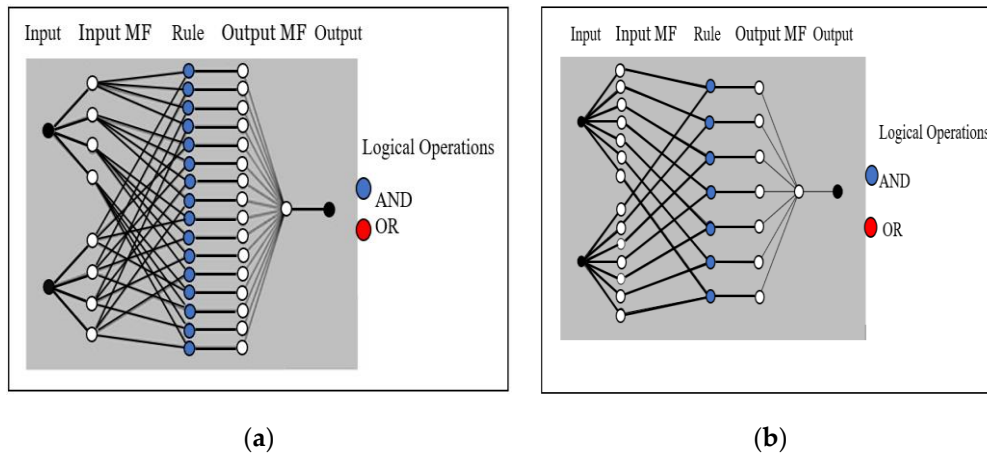 Input Input MF Rule Output MF Output
Logical Operations
AND
OR
(a)
Input Input MF Rule Output MF Output
Logical Operations
AND
OR
(b)